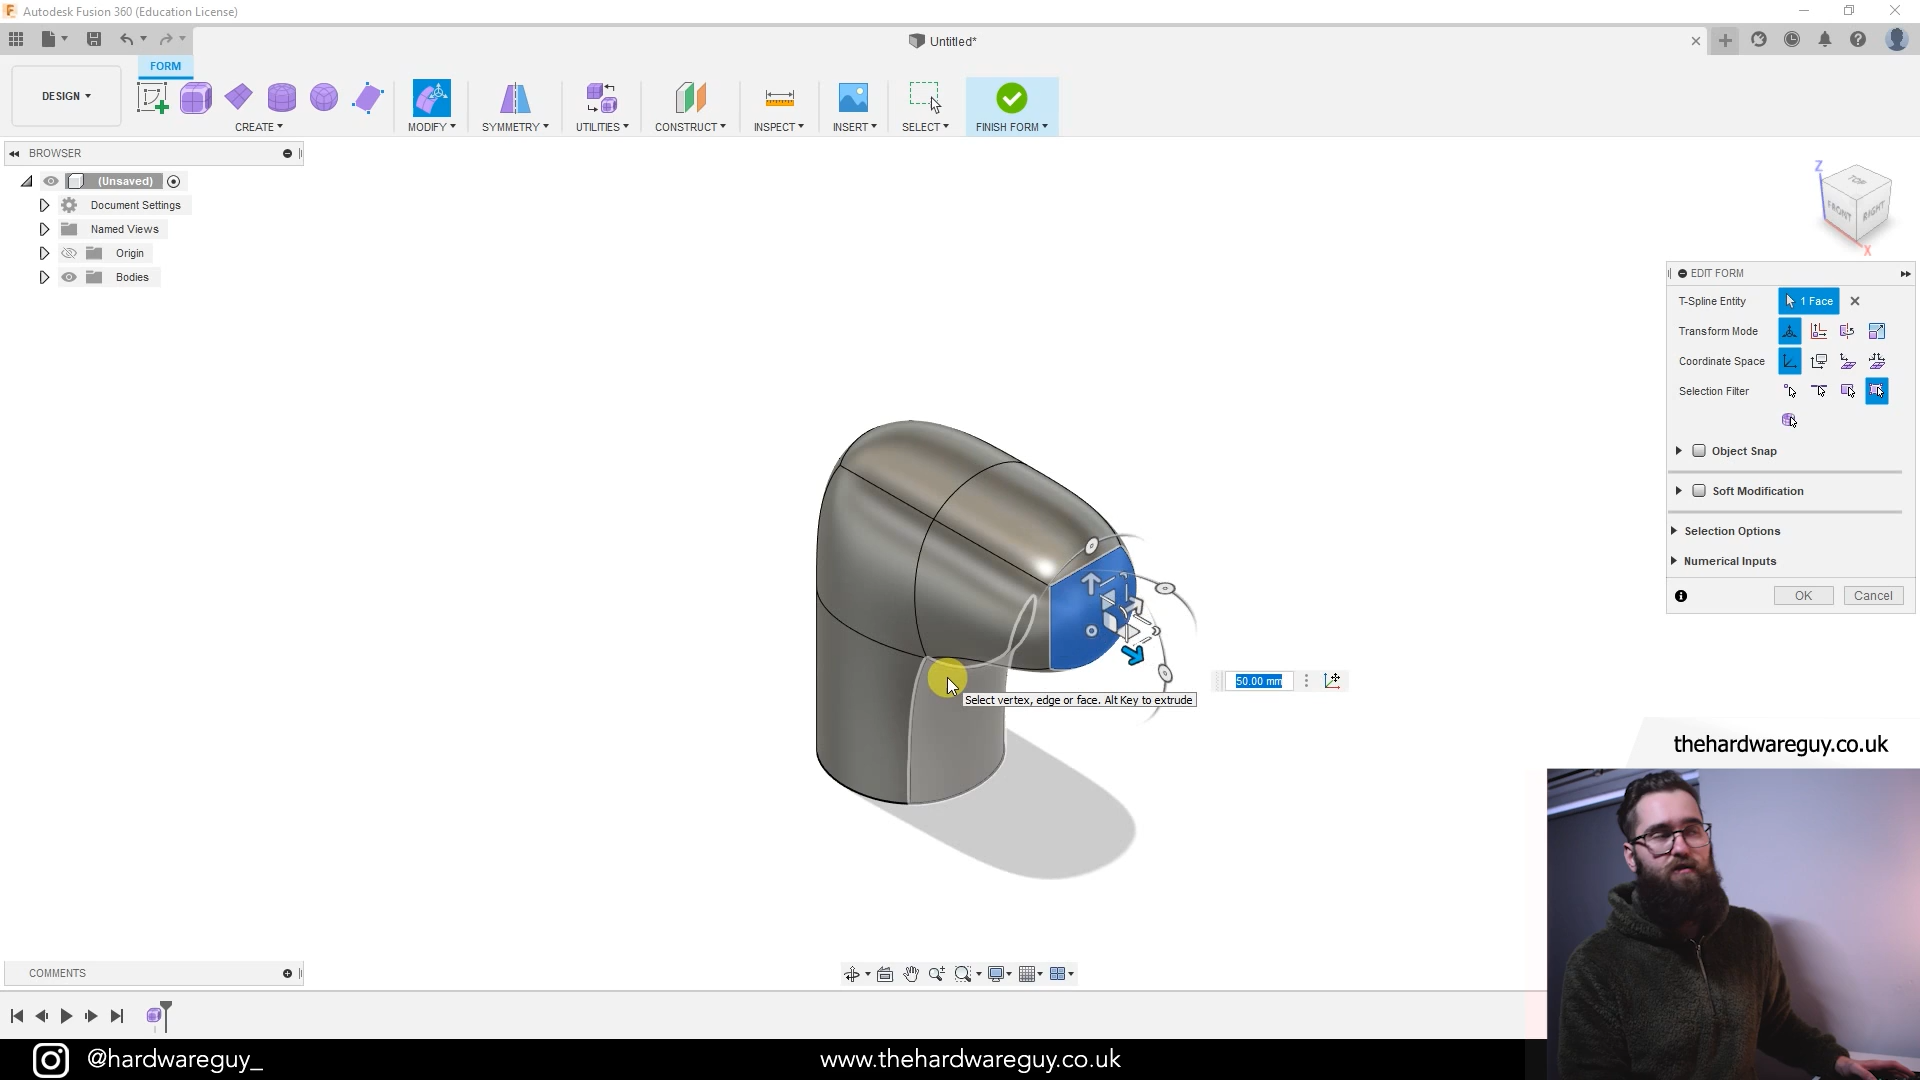 Autodesk Fusion 360 (Education License)
Untitled*
FORM
DESIGN
CREATE
MODIFY
SYMMETRY
UTILITIES
CONSTRUCT
INSPECT
INSERT
SELECT
FINISH FORM
BROWSER
(Unsaved)
Document Settings
Named Views
Origin
Bodies
Z
TOP
FRONT
RIGHT
X
EDIT FORM
T-Spline Entity
1 Face
Transform Mode
Coordinate Space
Selection Filter
Object Snap
Soft Modification
Selection Options
Numerical Inputs
OK
Cancel
50.00 mm
Select vertex, edge or face. Alt Key to extrude
thehardwareguy.co.uk
COMMENTS
@hardwareguy_
www.thehardwareguy.co.uk